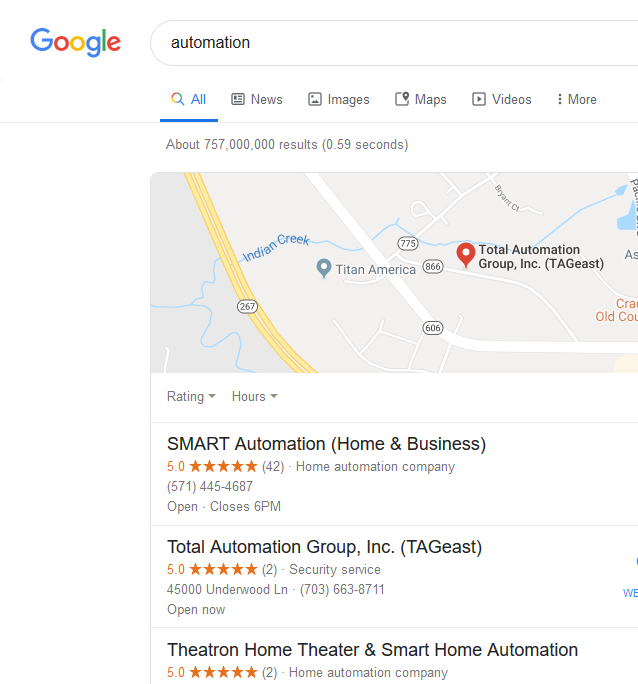 Google
automation
All News Images Maps Videos More
About 757,000,000 results (0.59 seconds)
Bryant Ct
Indian Creek
775
Total Automation
Group, Inc. (TAGeast)
Titan America
866
267
Old Cou
606
Rating Hours
SMART Automation (Home & Business)
5.0 (42) · Home automation company
(571) 445-4687
Open · Closes 6PM
Total Automation Group, Inc. (TAGeast)
5.0 (2) · Security service
45000 Underwood Ln · (703) 663-8711
WE
Open now
Theatron Home Theater & Smart Home Automation
5.0 (2) · Home automation company